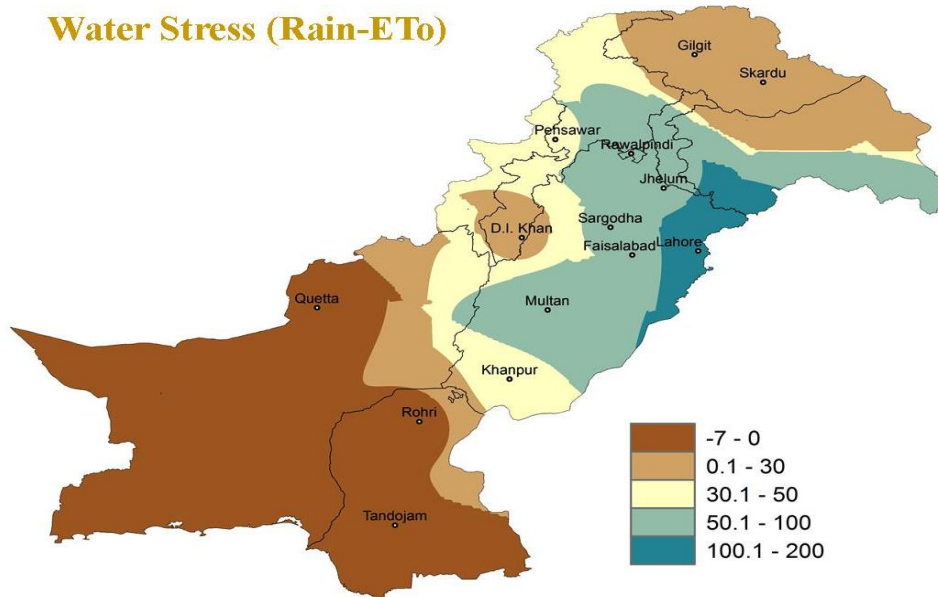 Water Stress (Rain-ETo)
Gilgit
Skardu
Pehsawar
Rawalpindi
Jhelum
Sargodha
D.I. Khan
Faisalabad
Lahore
Quetta
Multan
Khanpur
Rohri
Tandojam
-7 - 0
0.1 - 30
30.1 - 50
50.1 - 100
100.1 - 200